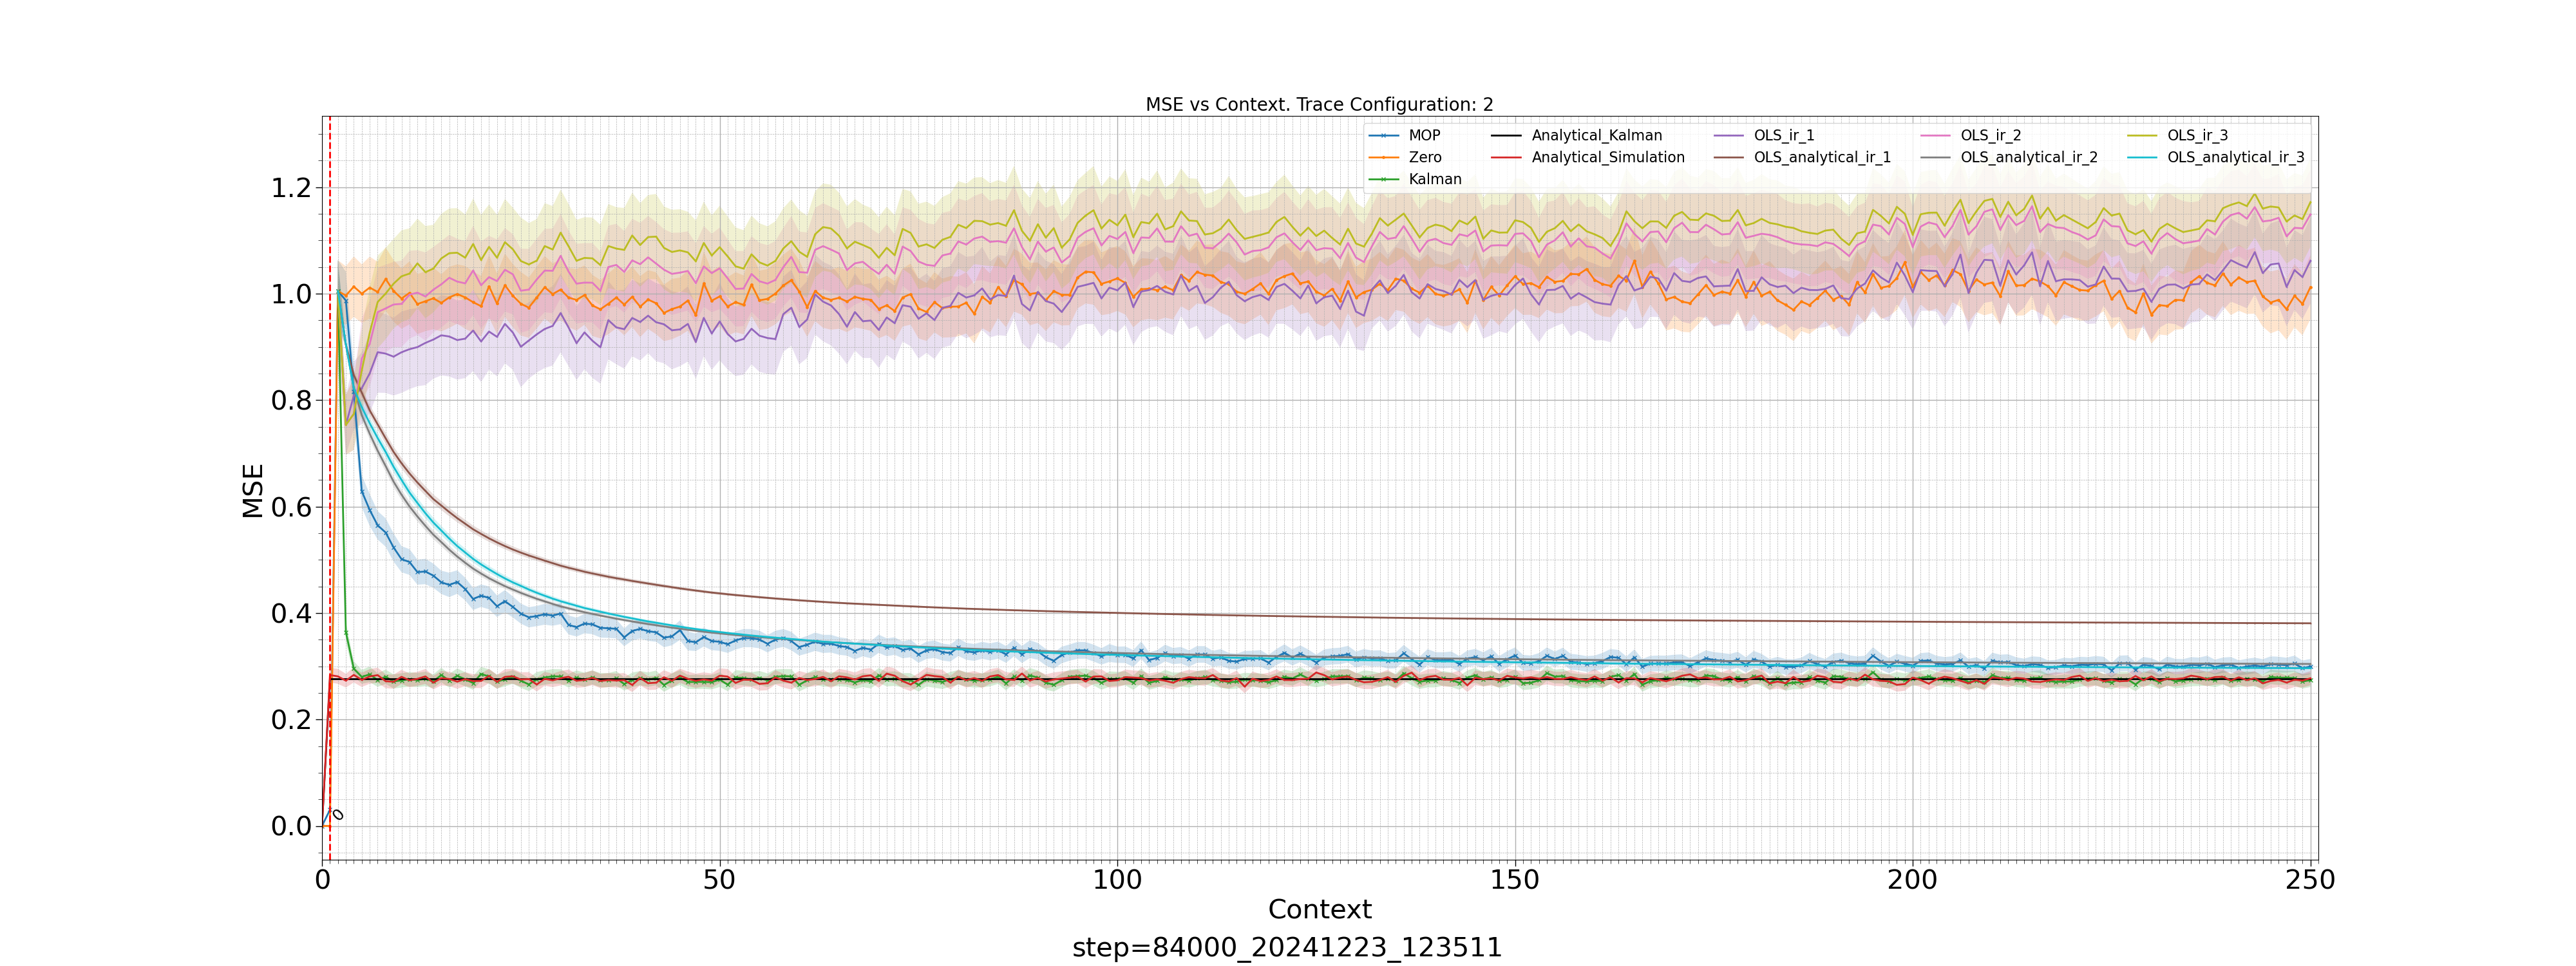 MSE vs Context. Trace Configuration: 2
MOP
Zero
Kalman
Analytical_Kalman
Analytical_Simulation
OLS_ir_1
OLS_analytical_ir_1
OLS_ir_2
OLS_analytical_ir_2
OLS_ir_3
OLS_analytical_ir_3
1.2
1.0
0.8
0.6
0.4
0.2
0.0
MSE
0
0
50
100
150
200
250
Context
step=84000_20241223_123511